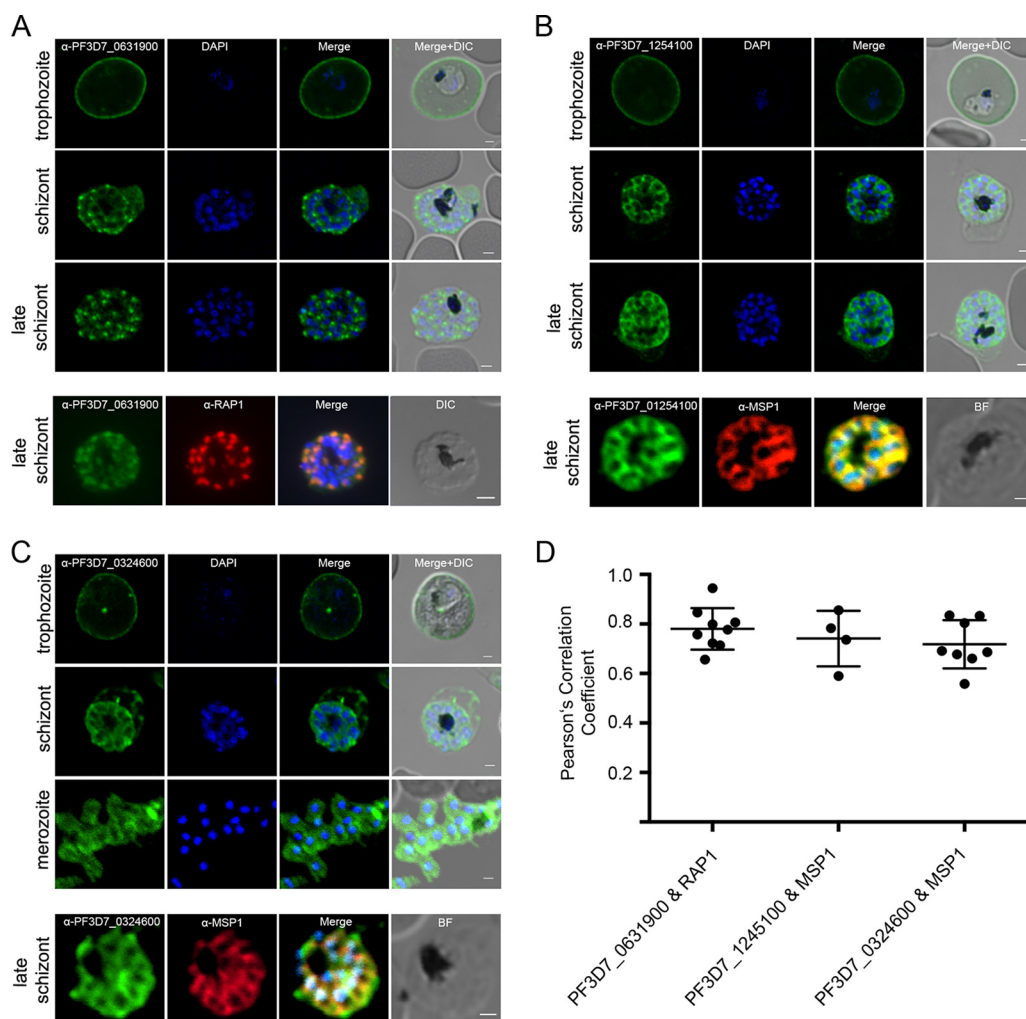 A
α-PF3D7_0631900 DAPI Merge Merge+DIC
trophozoite
schizont
late
schizont
α-PF3D7_0631900 α-RAP1 Merge DIC
late
schizont
B
α-PF3D7_1254100 DAPI Merge Merge+DIC
trophozoite
schizont
late
schizont
α-PF3D7_01254100 α-MSP1 Merge BF
late
schizont
C
α-PF3D7_0324600 DAPI Merge Merge+DIC
trophozoite
schizont
merozoite
α-PF3D7_0324600 α-MSP1 Merge BF
late
schizont
D
Pearson's Correlation
Coefficient
1.0
0.8
0.6
0.4
0.2
PF3D7_0631900 & RAP1
PF3D7_1245100 & MSP1
PF3D7_0324600 & MSP1